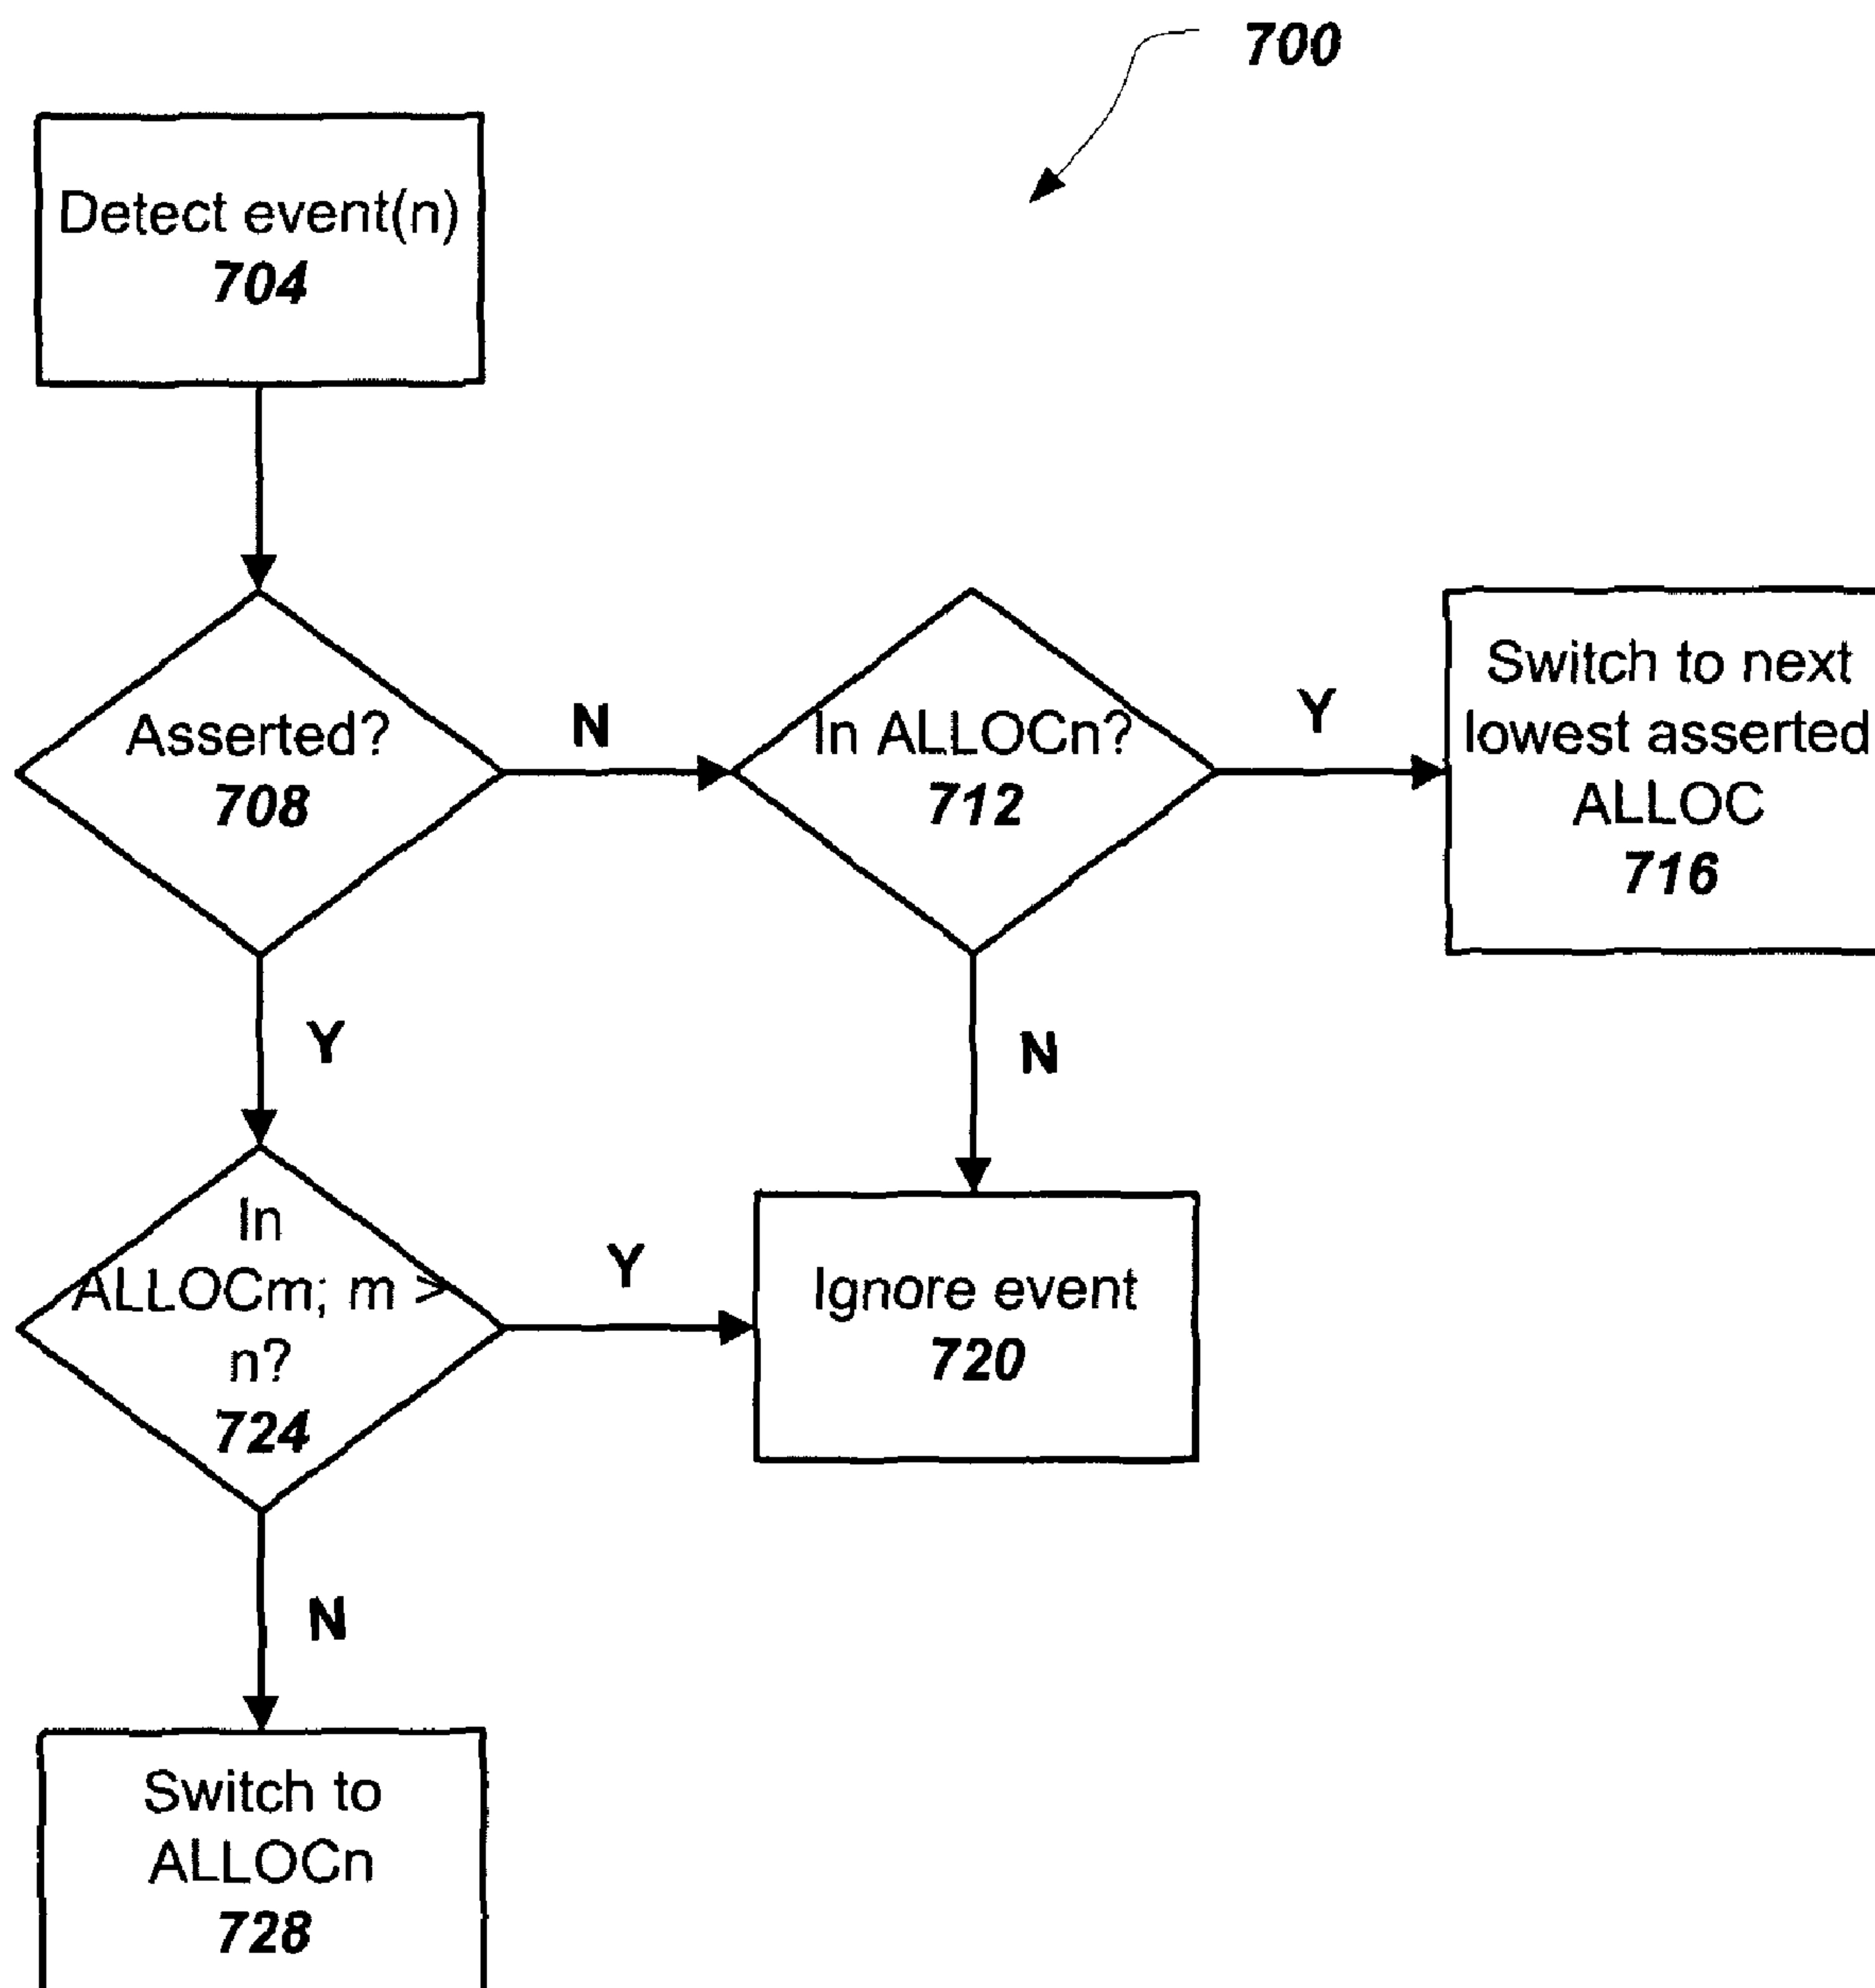 700
Detect event(n)
704
Asserted?
708
N
In ALLOCn?
712
Y
Switch to next
lowest asserted
ALLOC
716
Y
N
In
ALLOCm; m >
n?
724
Y
Ignore event
720
N
Switch to
ALLOCn
728